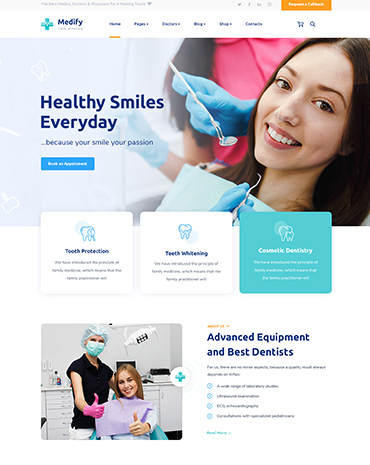 The Best Medics, Doctors & Physicians for A Healing Touch
Request a Callback
Medify
Home
Pages
Doctors
Blog
Shop
Contacts
Healthy Smiles
Everyday
...because your smile your passion
Book an Appointment
Tooth Protection
We have introduced the principle of
family medicine, which means that the
family practitioner will
Teeth Whitening
We have introduced the principle of
family medicine, which means that the
family practitioner will
Cosmetic Dentistry
We have introduced the principle of
family medicine, which means that the
family practitioner will
ABOUT US
Advanced Equipment
and Best Dentists
For us, there are no minor aspects, because a quality result always
depends on trifles:
A wide range of laboratory studies
Ultrasound examination
ECG, echocardiography
Consultations with specialized pediatricians
Read More